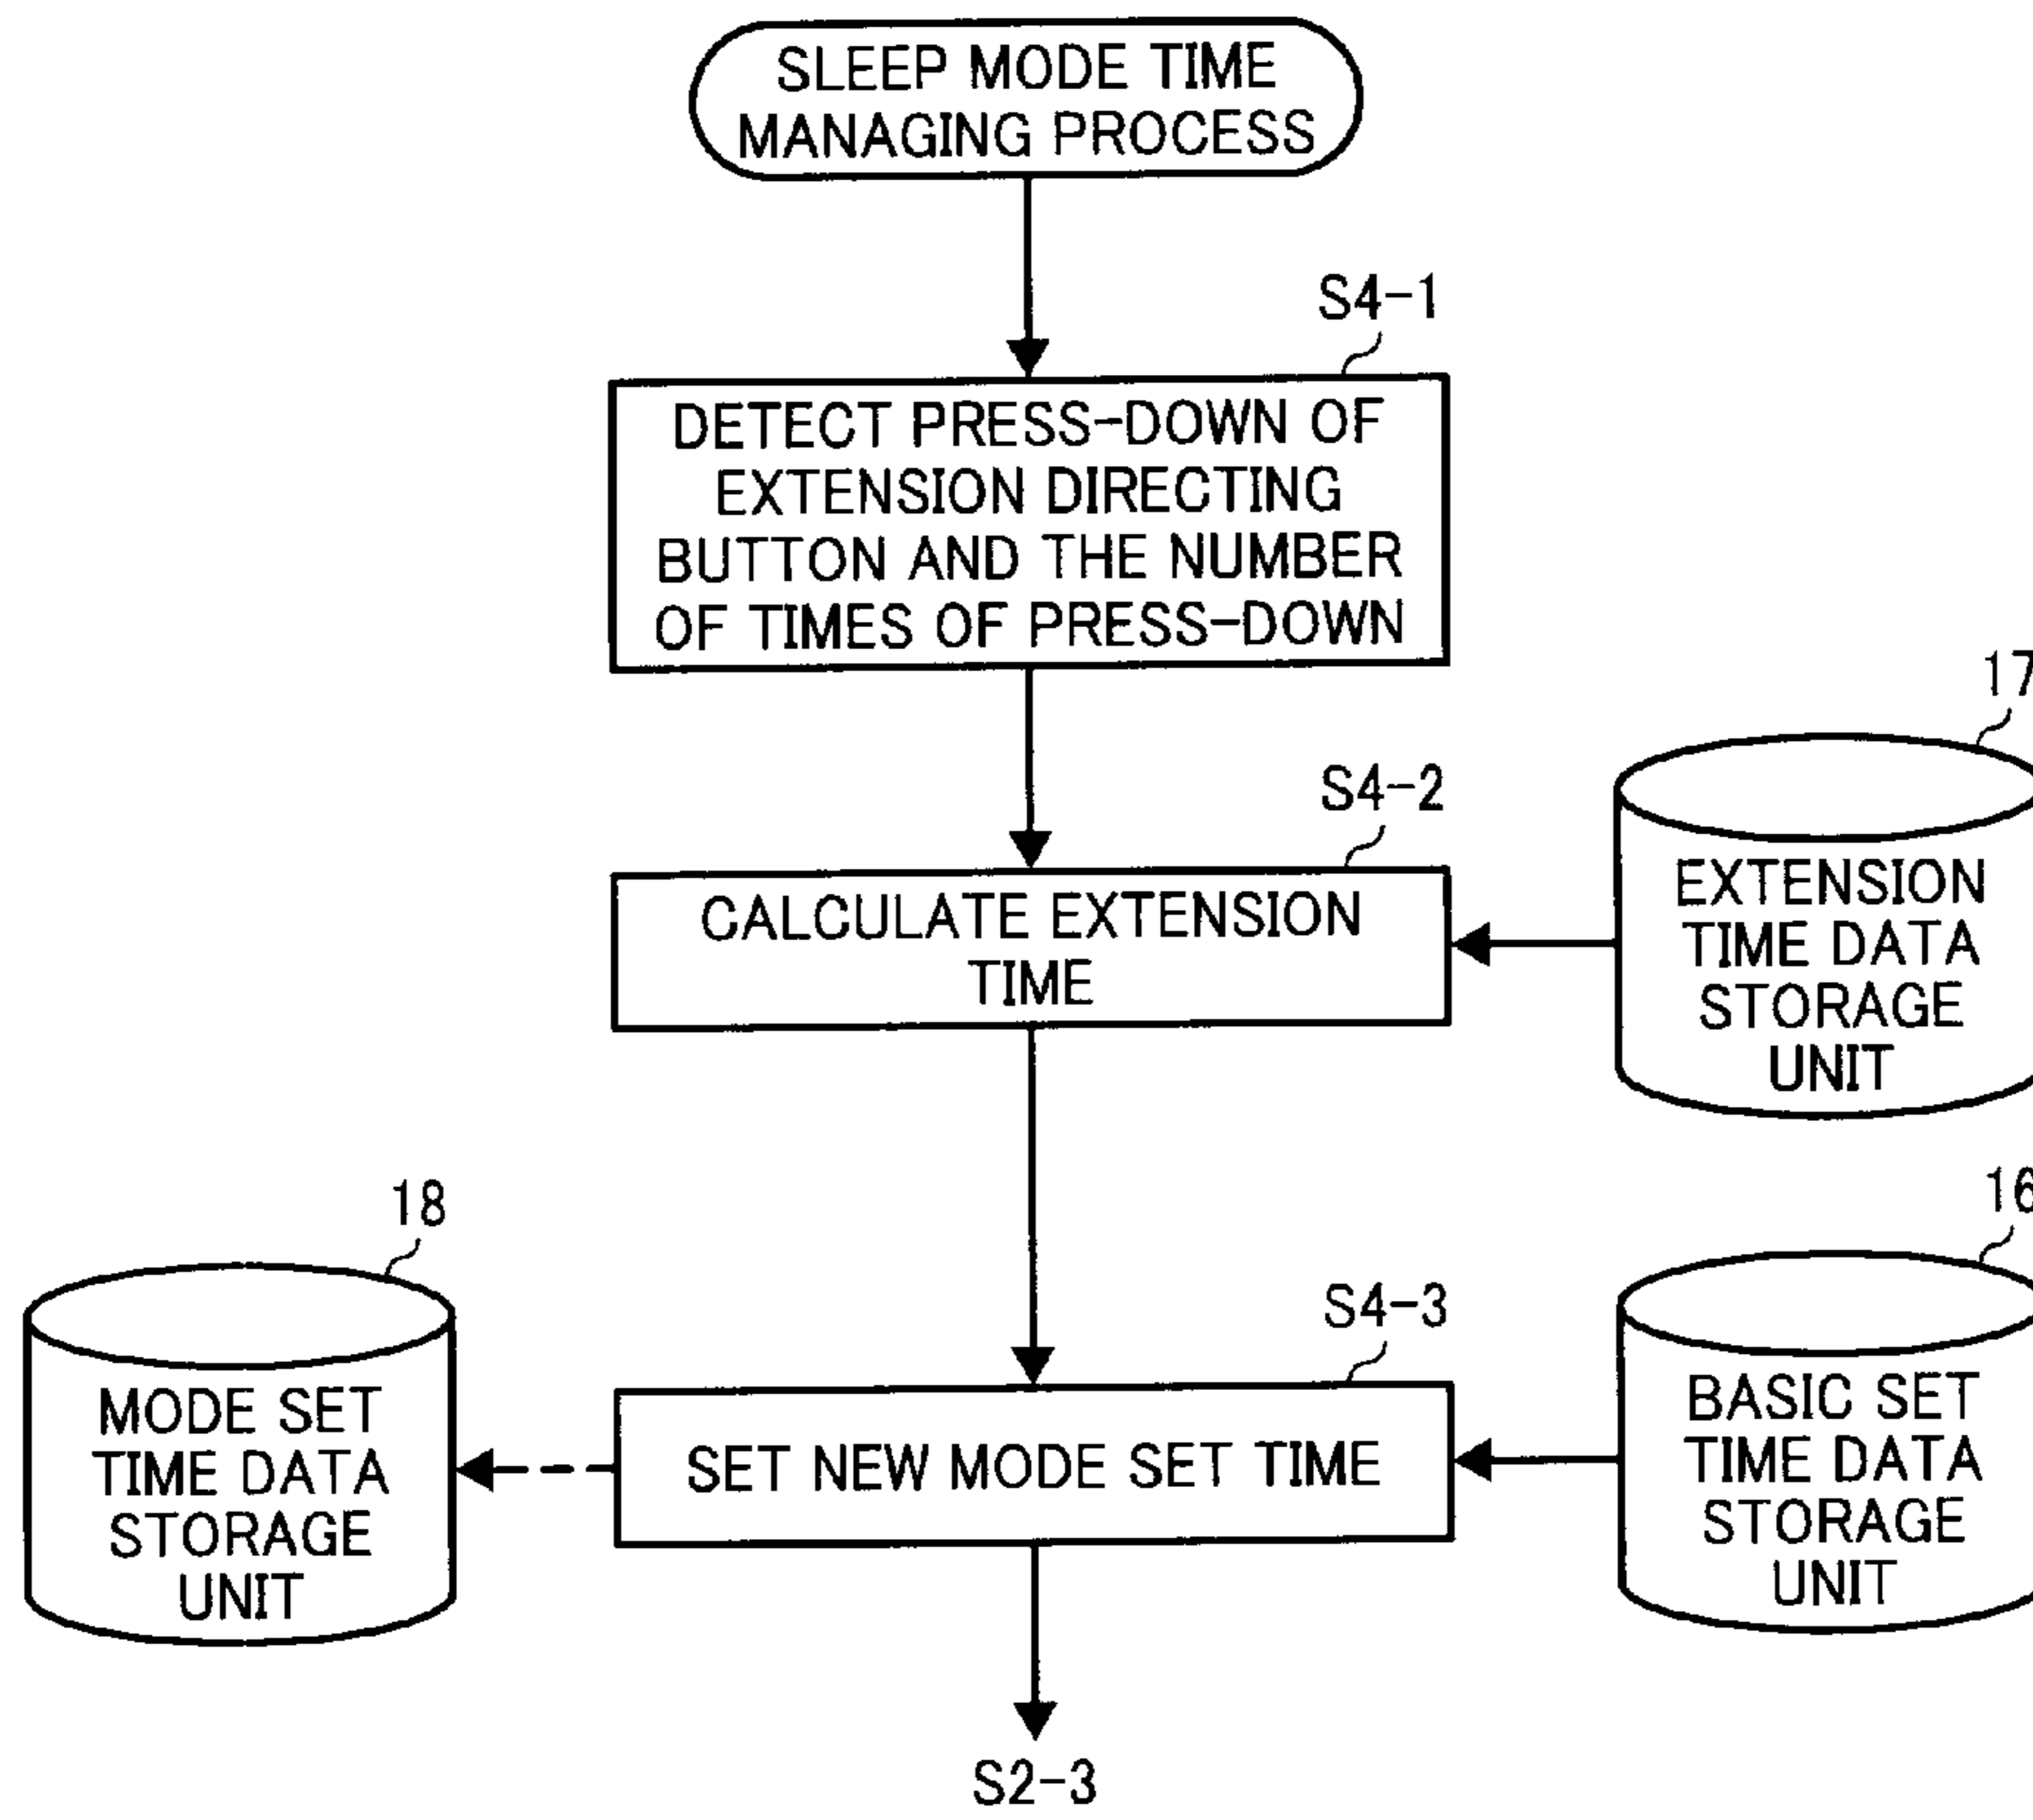 SLEEP MODE TIME
MANAGING PROCESS
S4-1
DETECT PRESS-DOWN OF
EXTENSION DIRECTING
BUTTON AND THE NUMBER
OF TIMES OF PRESS-DOWN
17
S4-2
CALCULATE EXTENSION
TIME
EXTENSION
TIME DATA
STORAGE
UNIT
18
MODE SET
TIME DATA
STORAGE
UNIT
S4-3
SET NEW MODE SET TIME
16
BASIC SET
TIME DATA
STORAGE
UNIT
S2-3